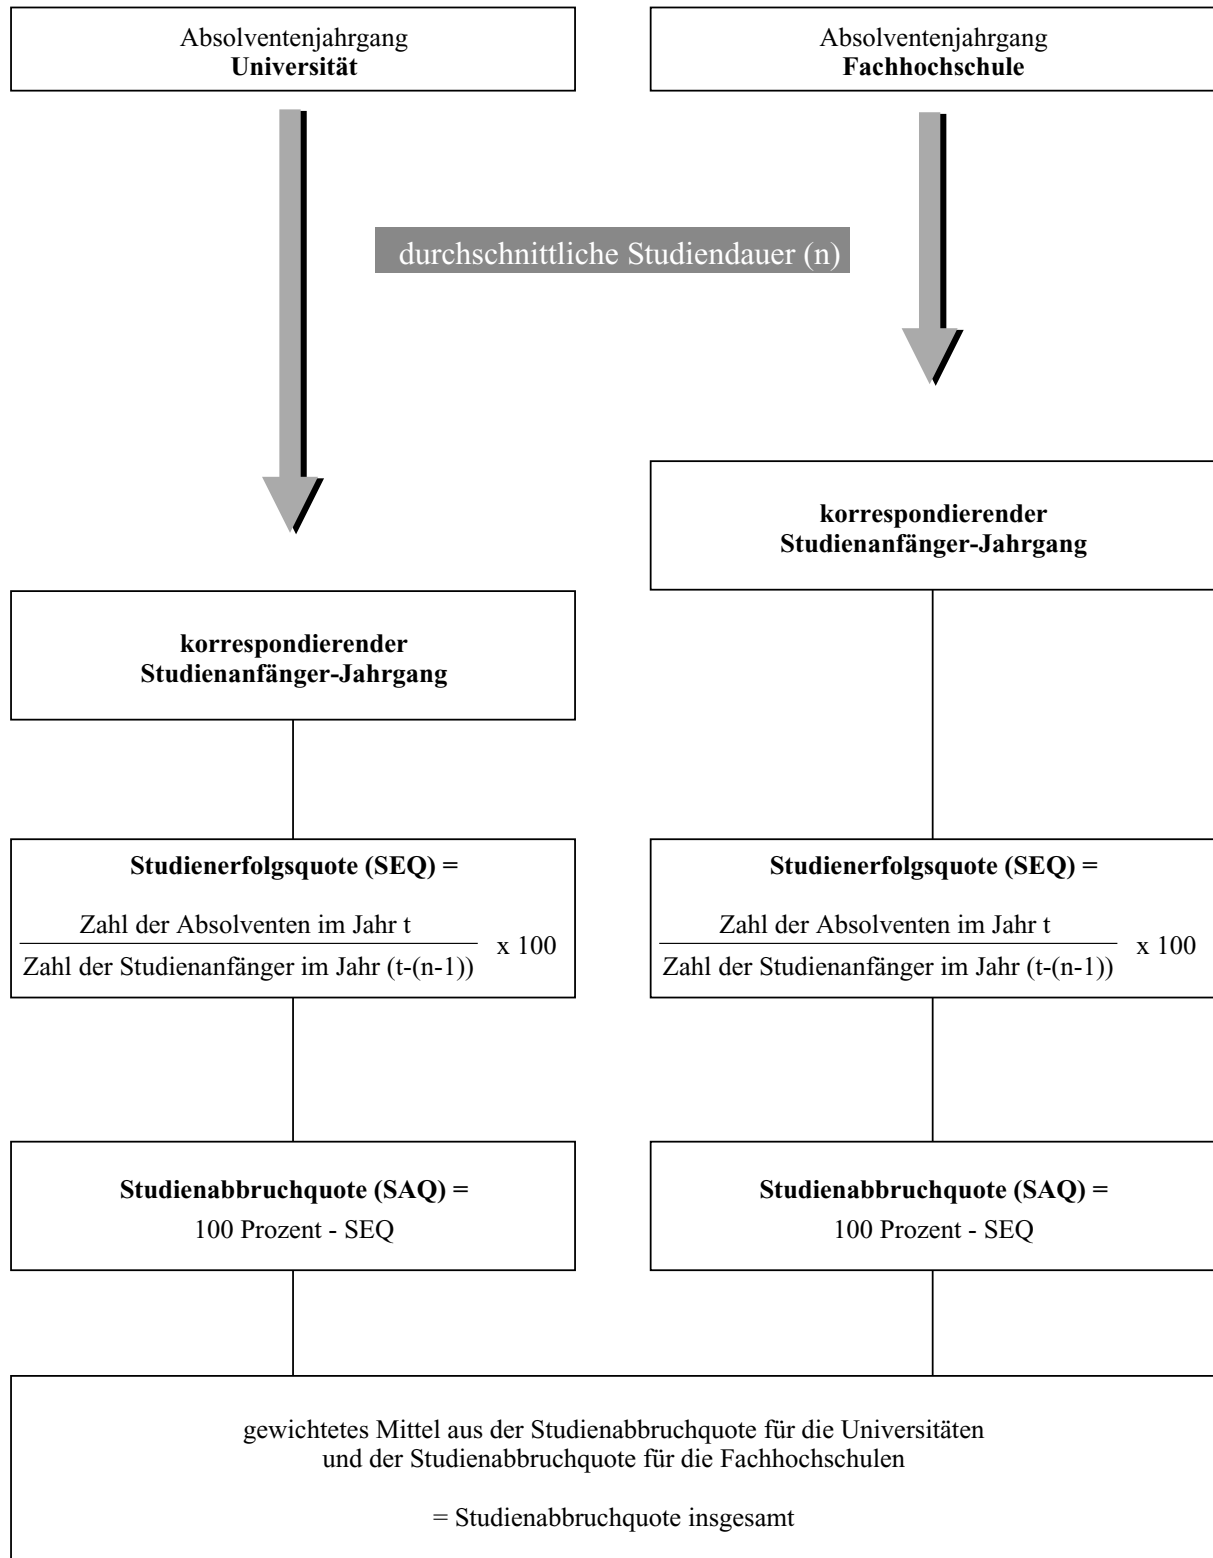 Absolventenjahrgang
Universität
Absolventenjahrgang
Fachhochschule
durchschnittliche Studiendauer (n)
korrespondierender
Studienanfänger-Jahrgang
korrespondierender
Studienanfänger-Jahrgang
Studienerfolgsquote (SEQ) =
Zahl der Absolventen im Jahr t
Zahl der Studienanfänger im Jahr (t-(n-1))
x 100
Studienerfolgsquote (SEQ) =
Zahl der Absolventen im Jahr t
Zahl der Studienanfänger im Jahr (t-(n-1))
x 100
Studienabbruchquote (SAQ) =
100 Prozent - SEQ
Studienabbruchquote (SAQ) =
100 Prozent - SEQ
gewichtetes Mittel aus der Studienabbruchquote für die Universitäten
und der Studienabbruchquote für die Fachhochschulen
= Studienabbruchquote insgesamt